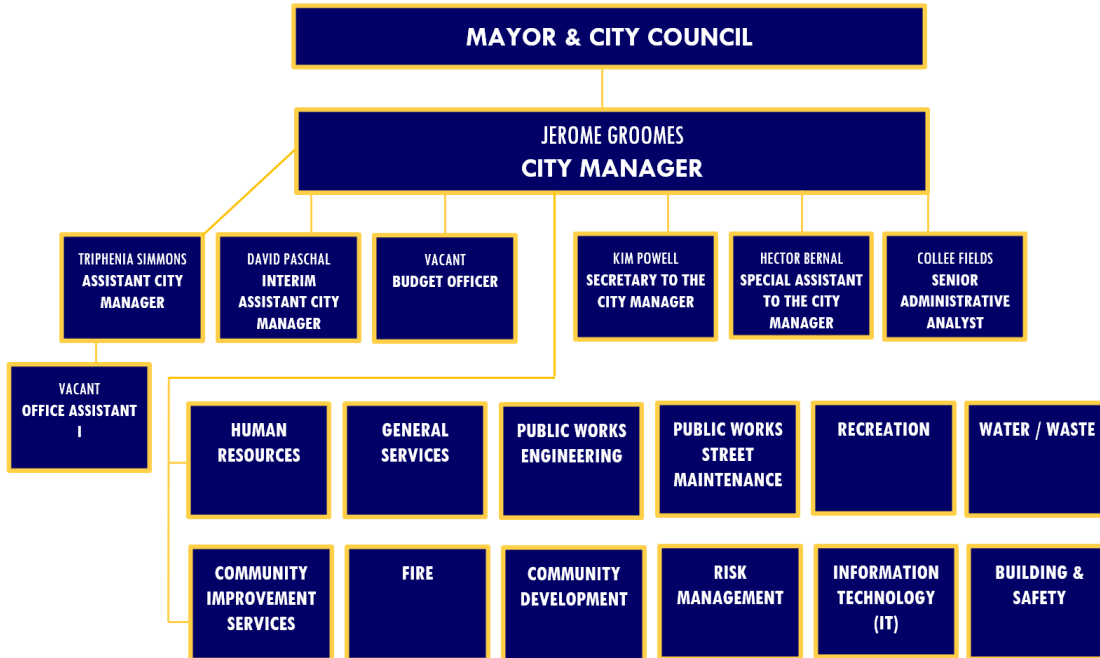 MAYOR & CITY COUNCIL
JEROME GROOMES
CITY MANAGER
TRIPHENIA SIMMONS
ASSISTANT CITY
MANAGER
DAVID PASCHAL
INTERIM
ASSISTANT CITY
MANAGER
VACANT
BUDGET OFFICER
KIM POWELL
SECRETARY TO THE
CITY MANAGER
HECTOR BERNAL
SPECIAL ASSISTANT
TO THE CITY
MANAGER
COLLEE FIELDS
SENIOR
ADMINISTRATIVE
ANALYST
VACANT
OFFICE ASSISTANT
I
HUMAN
RESOURCES
GENERAL
SERVICES
PUBLIC WORKS
ENGINEERING
PUBLIC WORKS
STREET
MAINTENANCE
RECREATION
WATER / WASTE
COMMUNITY
IMPROVEMENT
SERVICES
FIRE
COMMUNITY
DEVELOPMENT
RISK
MANAGEMENT
INFORMATION
TECHNOLOGY
(IT)
BUILDING &
SAFETY